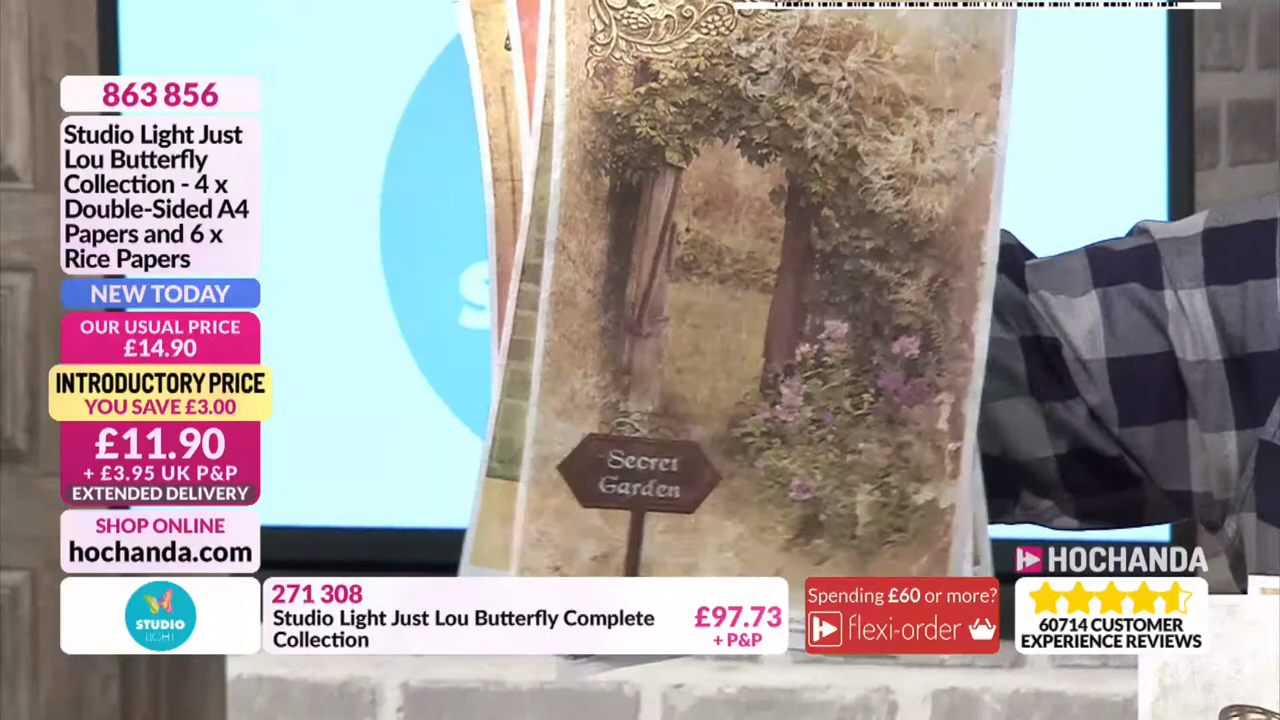 863 856
Studio Light Just
Lou Butterfly
Collection - 4 x
Double-Sided A4
Papers and 6 x
Rice Papers
NEW TODAY
OUR USUAL PRICE
£14.90
INTRODUCTORY PRICE
YOU SAVE £3.00
£11.90
+ £3.95 UK P&P
EXTENDED DELIVERY
SHOP ONLINE
hochanda.com
Secret
Garden
HOCHANDA
STUDIO
LIGHT
271 308
Studio Light Just Lou Butterfly Complete
Collection
£97.73
+ P&P
Spending £60 or more?
flexi-order
60714 CUSTOMER
EXPERIENCE REVIEWS